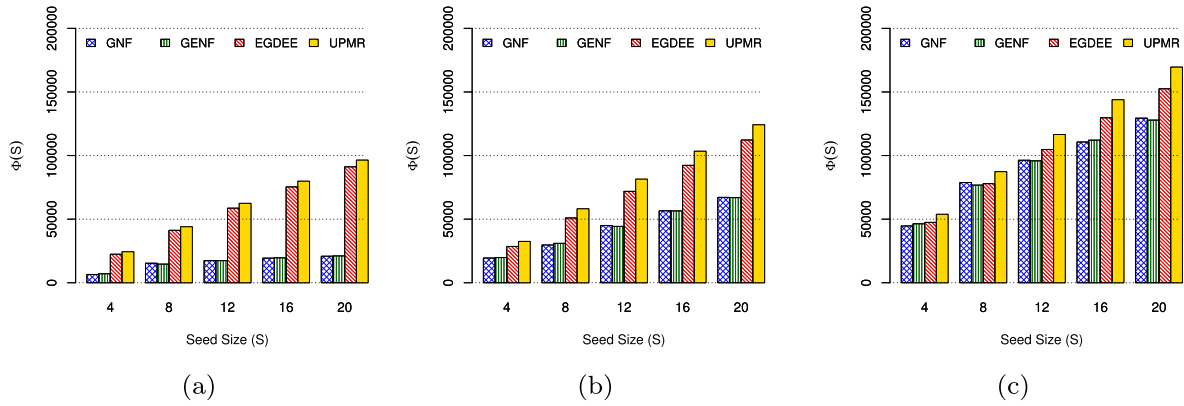 200000
150000
100000
50000
0
Φ(S)
GNF GENF EGDEE UPMR
4 8 12 16 20
Seed Size (S)
(a)
200000
150000
100000
50000
0
Φ(S)
GNF GENF EGDEE UPMR
4 8 12 16 20
Seed Size (S)
(b)
200000
150000
100000
50000
0
Φ(S)
GNF GENF EGDEE UPMR
4 8 12 16 20
Seed Size (S)
(c)